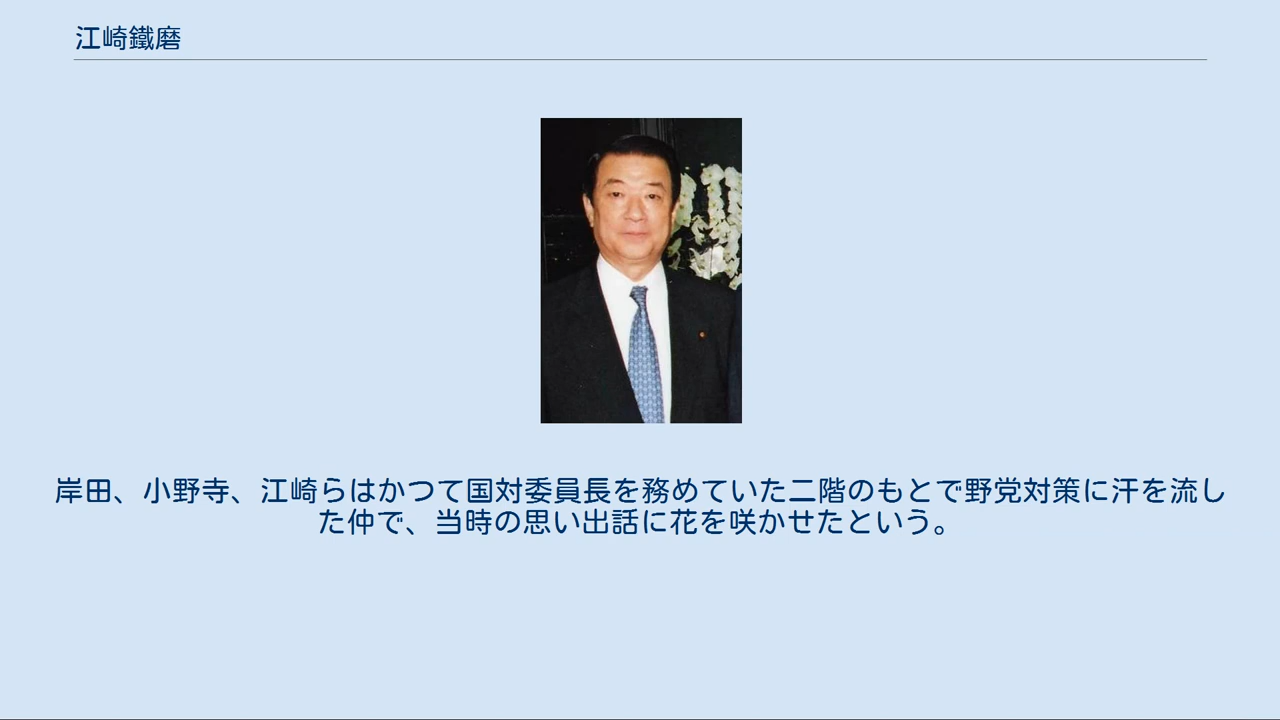 江崎鐵磨
岸田、小野寺、江崎らはかつて国対委員長を務めていた二階のもとで野党対策に汗を流し
た仲で、当時の思い出話に花を咲かせたという。